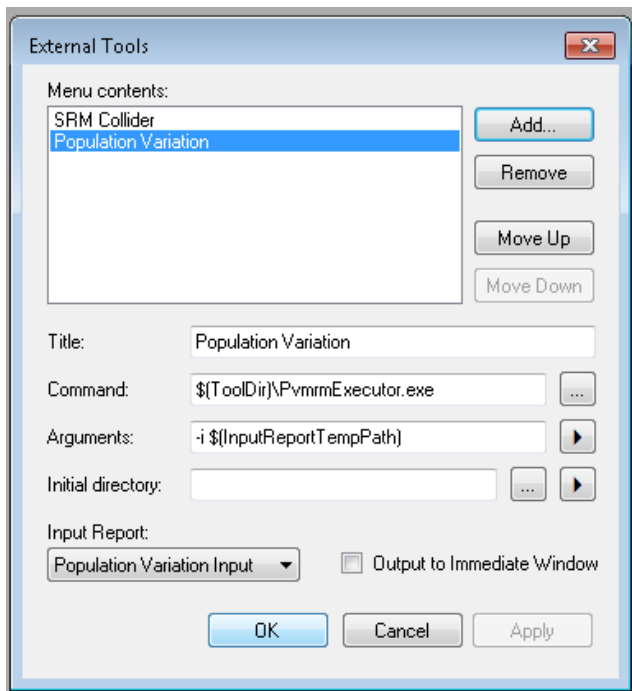 External Tools
Menu contents:
SRM Collider
Population Variation
Add...
Remove
Move Up
Move Down
Title:
Population Variation
Command:
$(ToolDir)\PvmrmExecutor.exe
...
Arguments:
-i $(InputReportTempPath)
Initial directory:
...
Input Report:
Population Variation Input
Output to Immediate Window
OK
Cancel
Apply